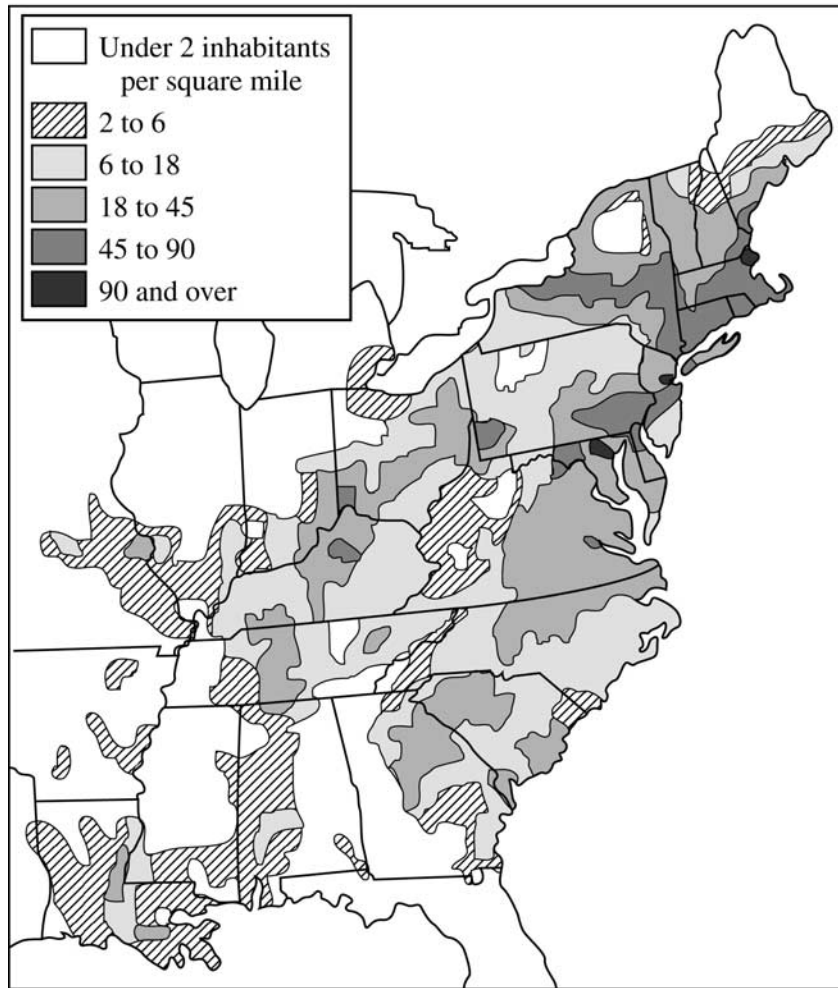 Under 2 inhabitants
per square mile
2 to 6
6 to 18
18 to 45
45 to 90
90 and over